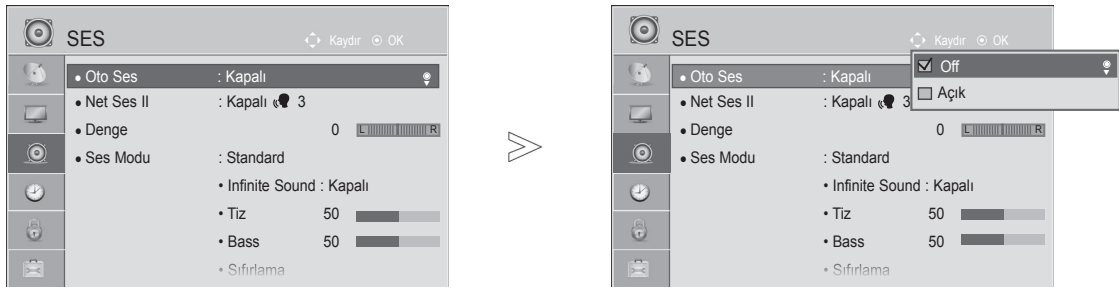 SES
Kaydır OK
• Oto Ses : Kapalı
• Net Ses II : Kapalı 3
• Denge 0 L R
• Ses Modu : Standard
• Infinite Sound : Kapalı
• Tiz 50
• Bass 50
• Sıfırlama
SES
Kaydır OK
• Oto Ses : Kapalı
Off
Açık
• Net Ses II : Kapalı 3
• Denge 0 L R
• Ses Modu : Standard
• Infinite Sound : Kapalı
• Tiz 50
• Bass 50
• Sıfırlama